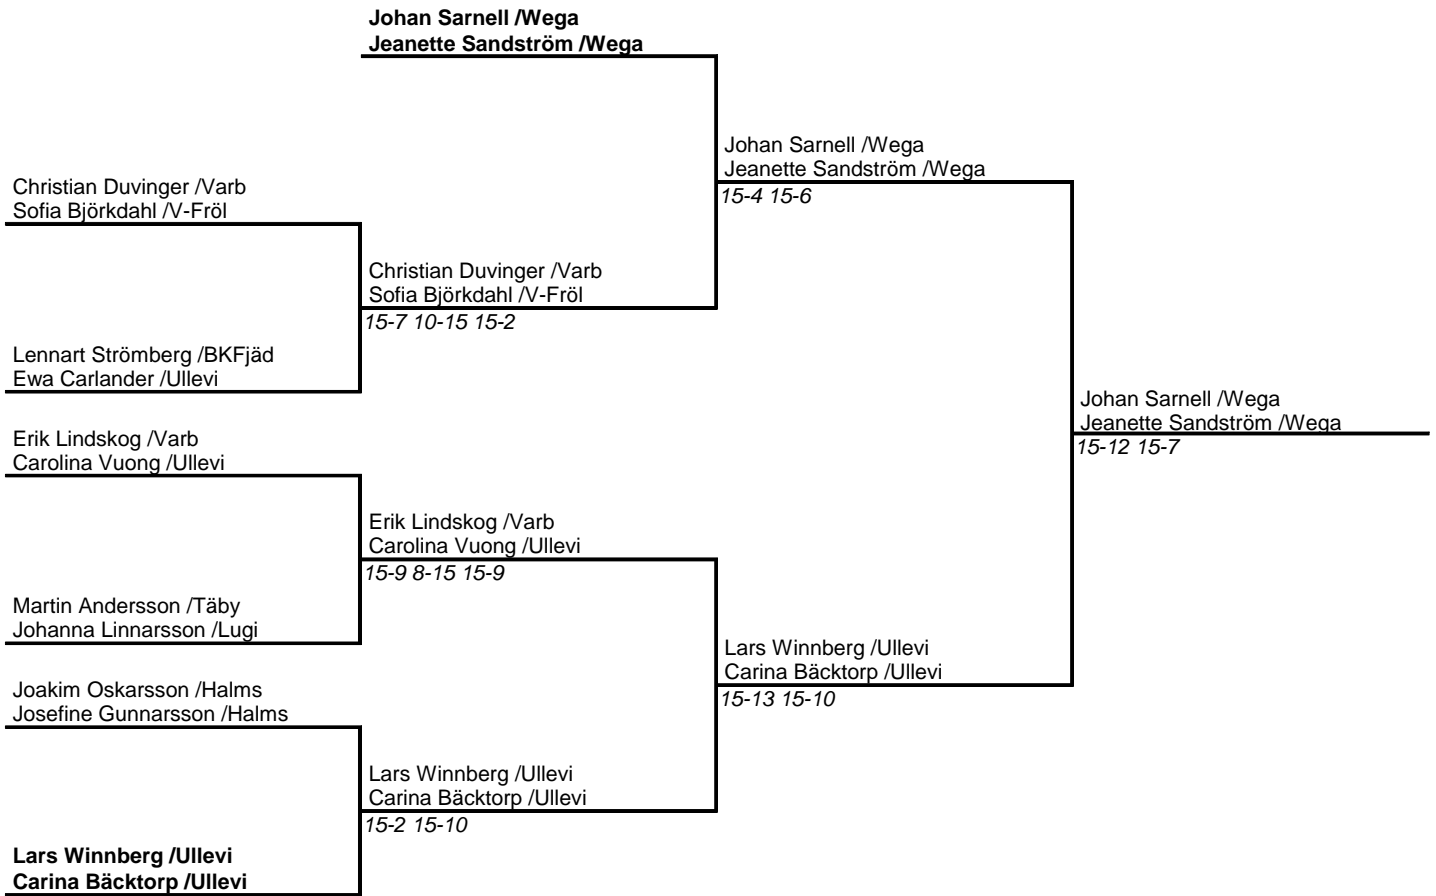 Johan Sarnell /Wega
Jeanette Sandström /Wega
Johan Sarnell /Wega
Jeanette Sandström /Wega
15-4 15-6
Christian Duvinger /Varb
Sofia Björkdahl /V-Fröl
Christian Duvinger /Varb
Sofia Björkdahl /V-Fröl
15-7 10-15 15-2
Lennart Strömberg /BKFjäd
Ewa Carlander /Ullevi
Johan Sarnell /Wega
Jeanette Sandström /Wega
15-12 15-7
Erik Lindskog /Varb
Carolina Vuong /Ullevi
Erik Lindskog /Varb
Carolina Vuong /Ullevi
15-9 8-15 15-9
Martin Andersson /Täby
Johanna Linnarsson /Lugi
Lars Winnberg /Ullevi
Carina Bäcktorp /Ullevi
15-13 15-10
Joakim Oskarsson /Halms
Josefine Gunnarsson /Halms
Lars Winnberg /Ullevi
Carina Bäcktorp /Ullevi
15-2 15-10
Lars Winnberg /Ullevi
Carina Bäcktorp /Ullevi